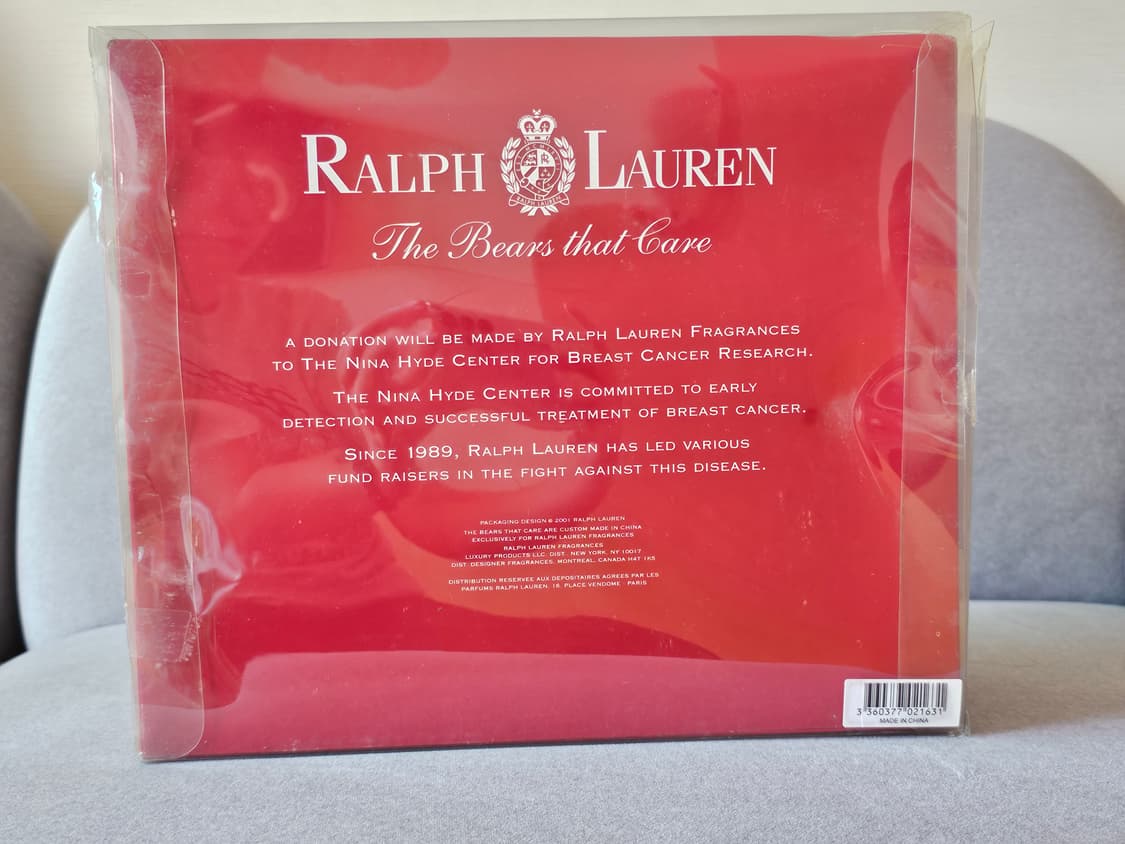 RALPH LAUREN
RALPH LAUREN
The Bears that Care
A DONATION WILL BE MADE BY RALPH LAUREN FRAGRANCES
TO THE NINA HYDE CENTER FOR BREAST CANCER RESEARCH.
THE NINA HYDE CENTER IS COMMITTED TO EARLY
DETECTION AND SUCCESSFUL TREATMENT OF BREAST CANCER.
SINCE 1989, RALPH LAUREN HAS LED VARIOUS
FUND RAISERS IN THE FIGHT AGAINST THIS DISEASE.
PACKAGING DESIGN © 2001 RALPH LAUREN
THE BEARS THAT CARE ARE CUSTOM MADE IN CHINA
EXCLUSIVELY FOR RALPH LAUREN FRAGRANCES
RALPH LAUREN FRAGRANCES
LUXURY PRODUCTS LLC. DIST. NEW YORK, NY 10017
DIST. DESIGNER FRAGRANCES, MONTREAL, CANADA H4T 1K5
DISTRIBUTION RESERVEE AUX DEPOSITAIRES AGREES PAR LES
PARFUMS RALPH LAUREN, 16, PLACE VENDOME - PARIS
3 360377 021631
MADE IN CHINA